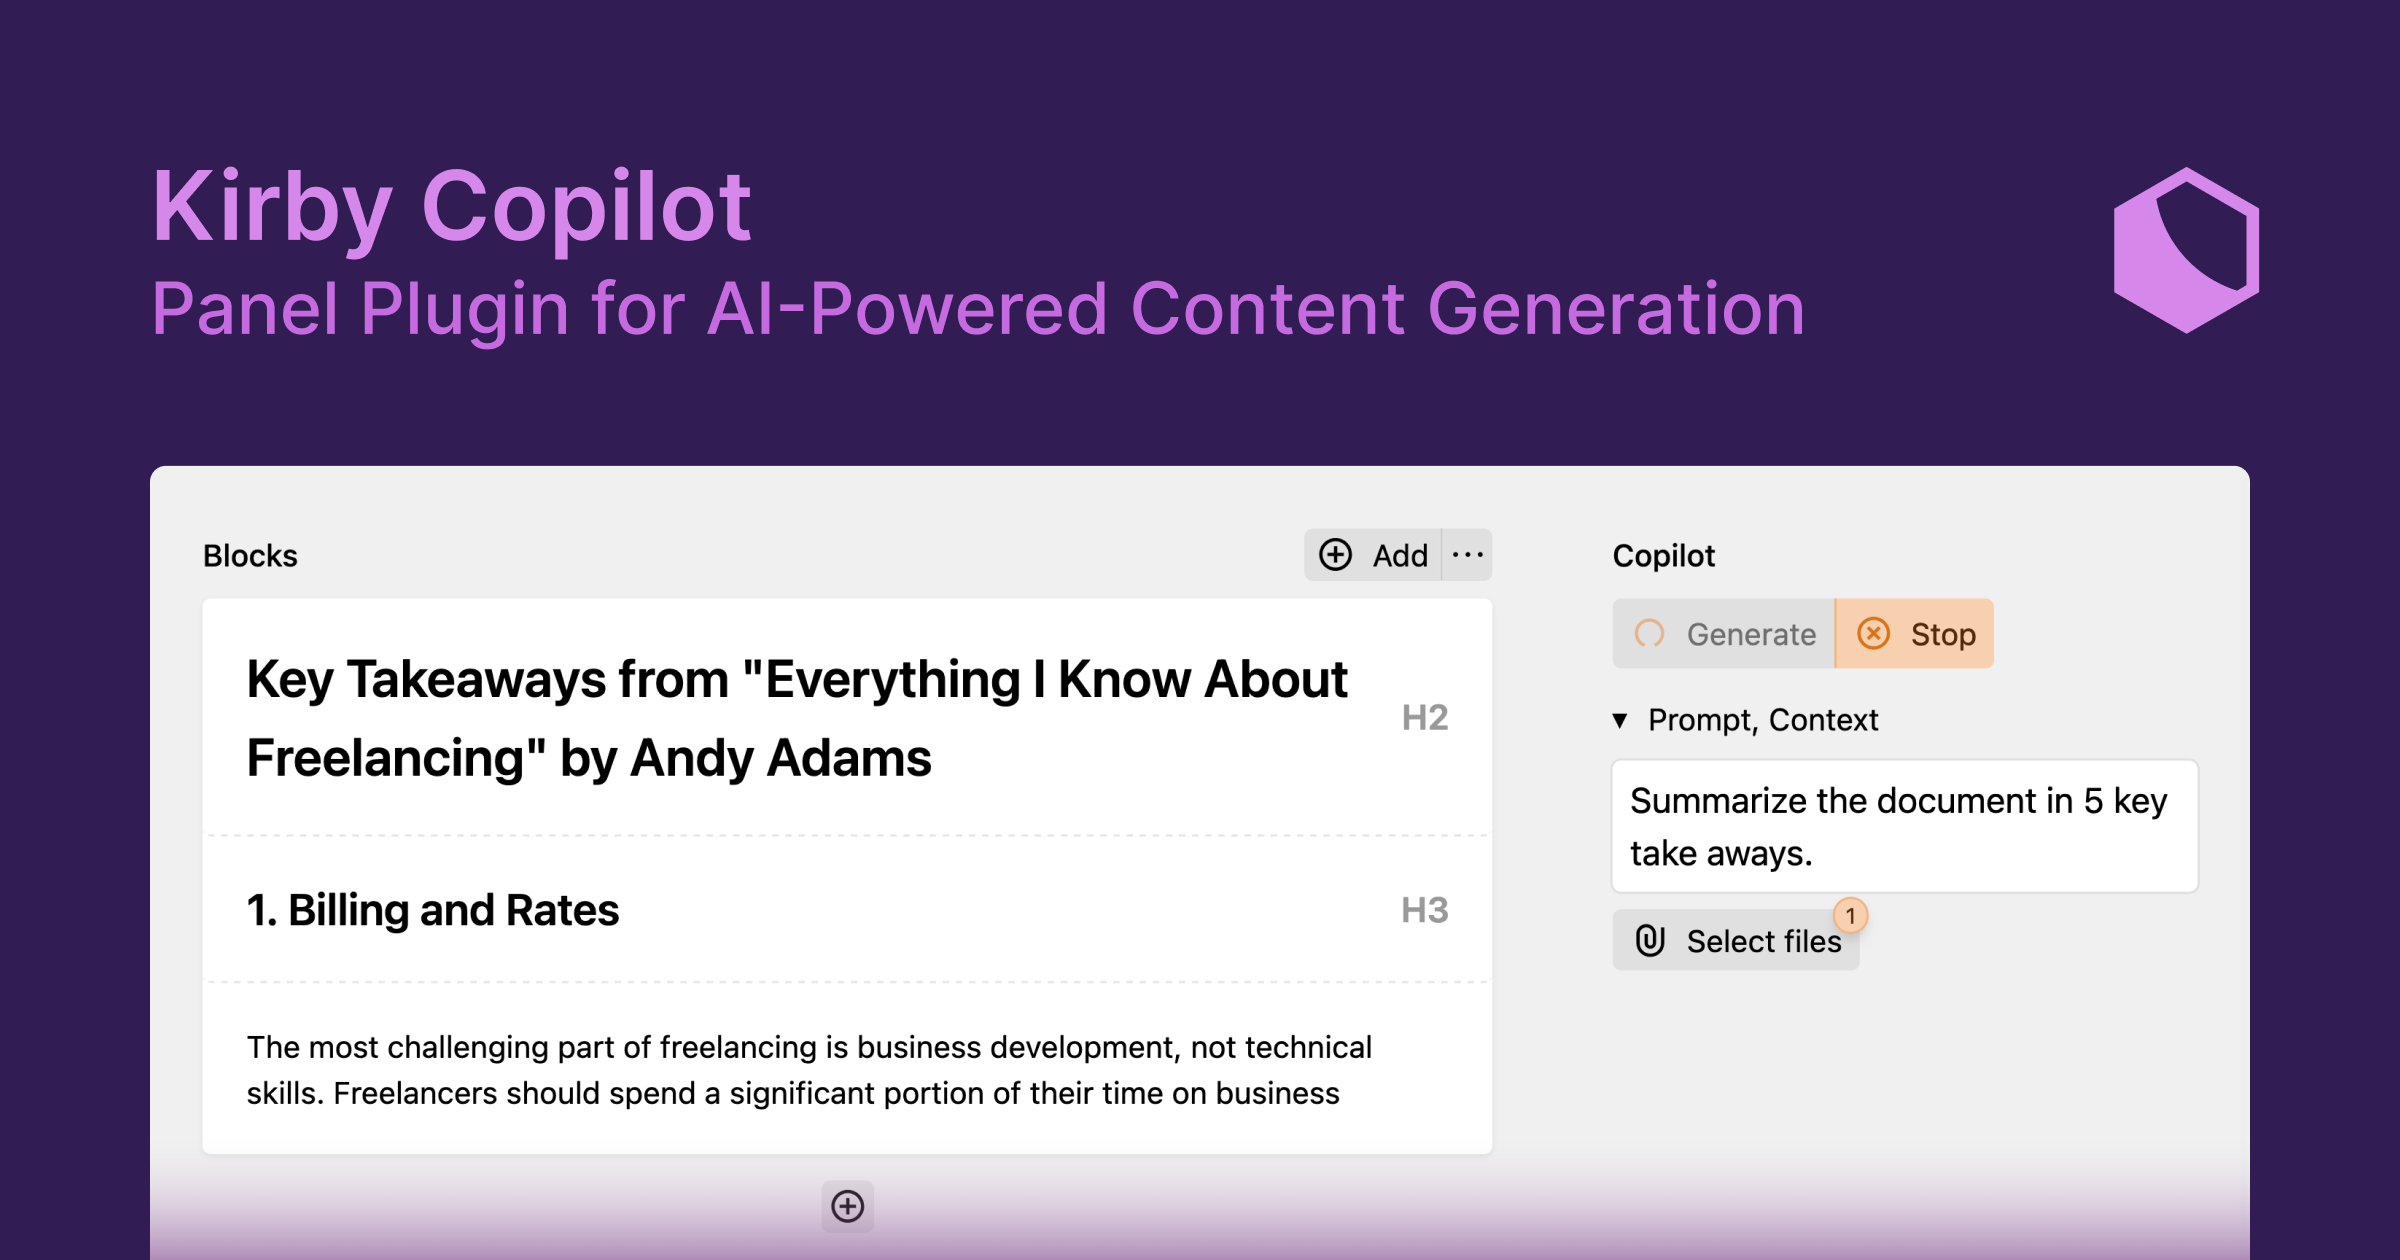 Kirby Copilot
Panel Plugin for AI-Powered Content Generation
Blocks
Add
Key Takeaways from "Everything I Know About
Freelancing" by Andy Adams
H2
1. Billing and Rates
H3
The most challenging part of freelancing is business development, not technical
skills. Freelancers should spend a significant portion of their time on business
Copilot
Generate
Stop
▼ Prompt, Context
Summarize the document in 5 key
take aways.
Select files
1